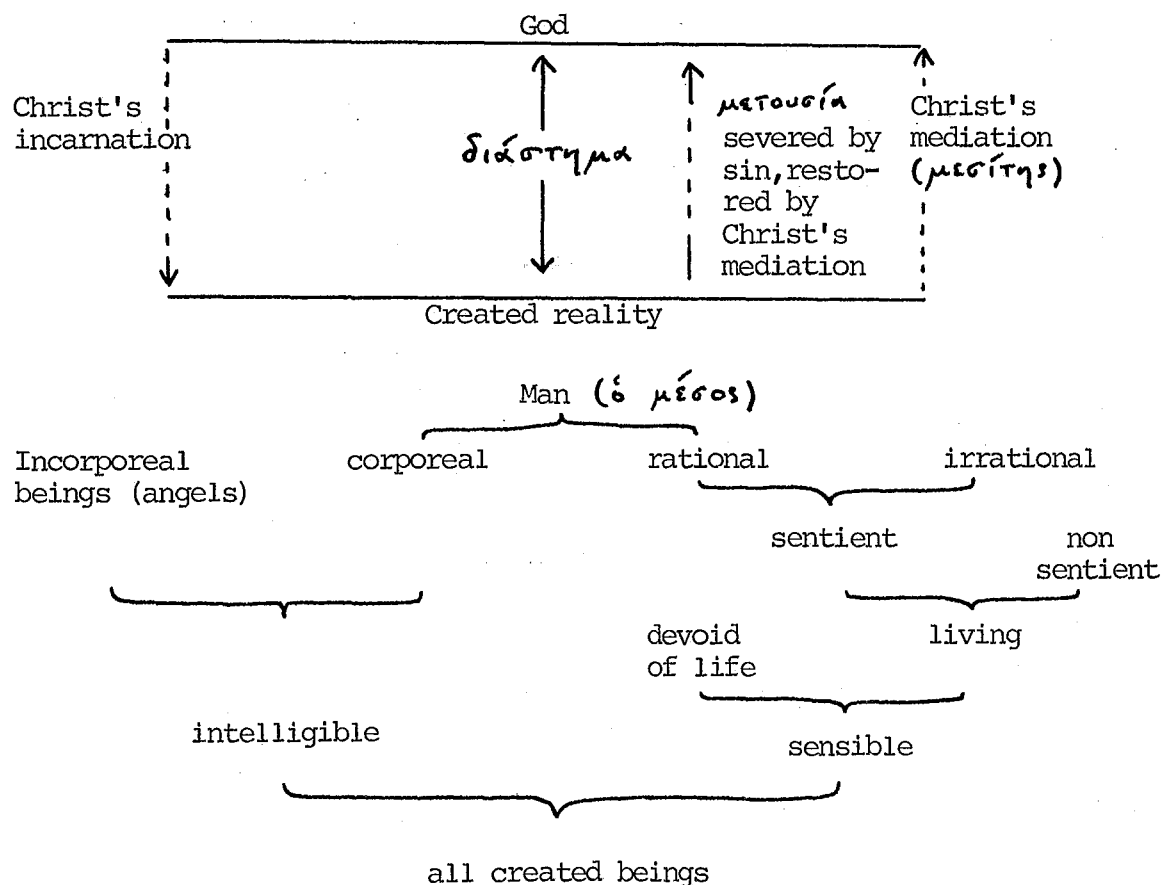 God
Christ's
incarnation
διάστημα
μετουσία
severed by
sin,resto-
red by
Christ's
mediation
Christ's
mediation
(μεσίτης)
Created reality
Man (ὁ μέσος)
Incorporeal
beings (angels)
corporeal
rational
irrational
sentient
non
sentient
devoid
of life
living
intelligible
sensible
all created beings